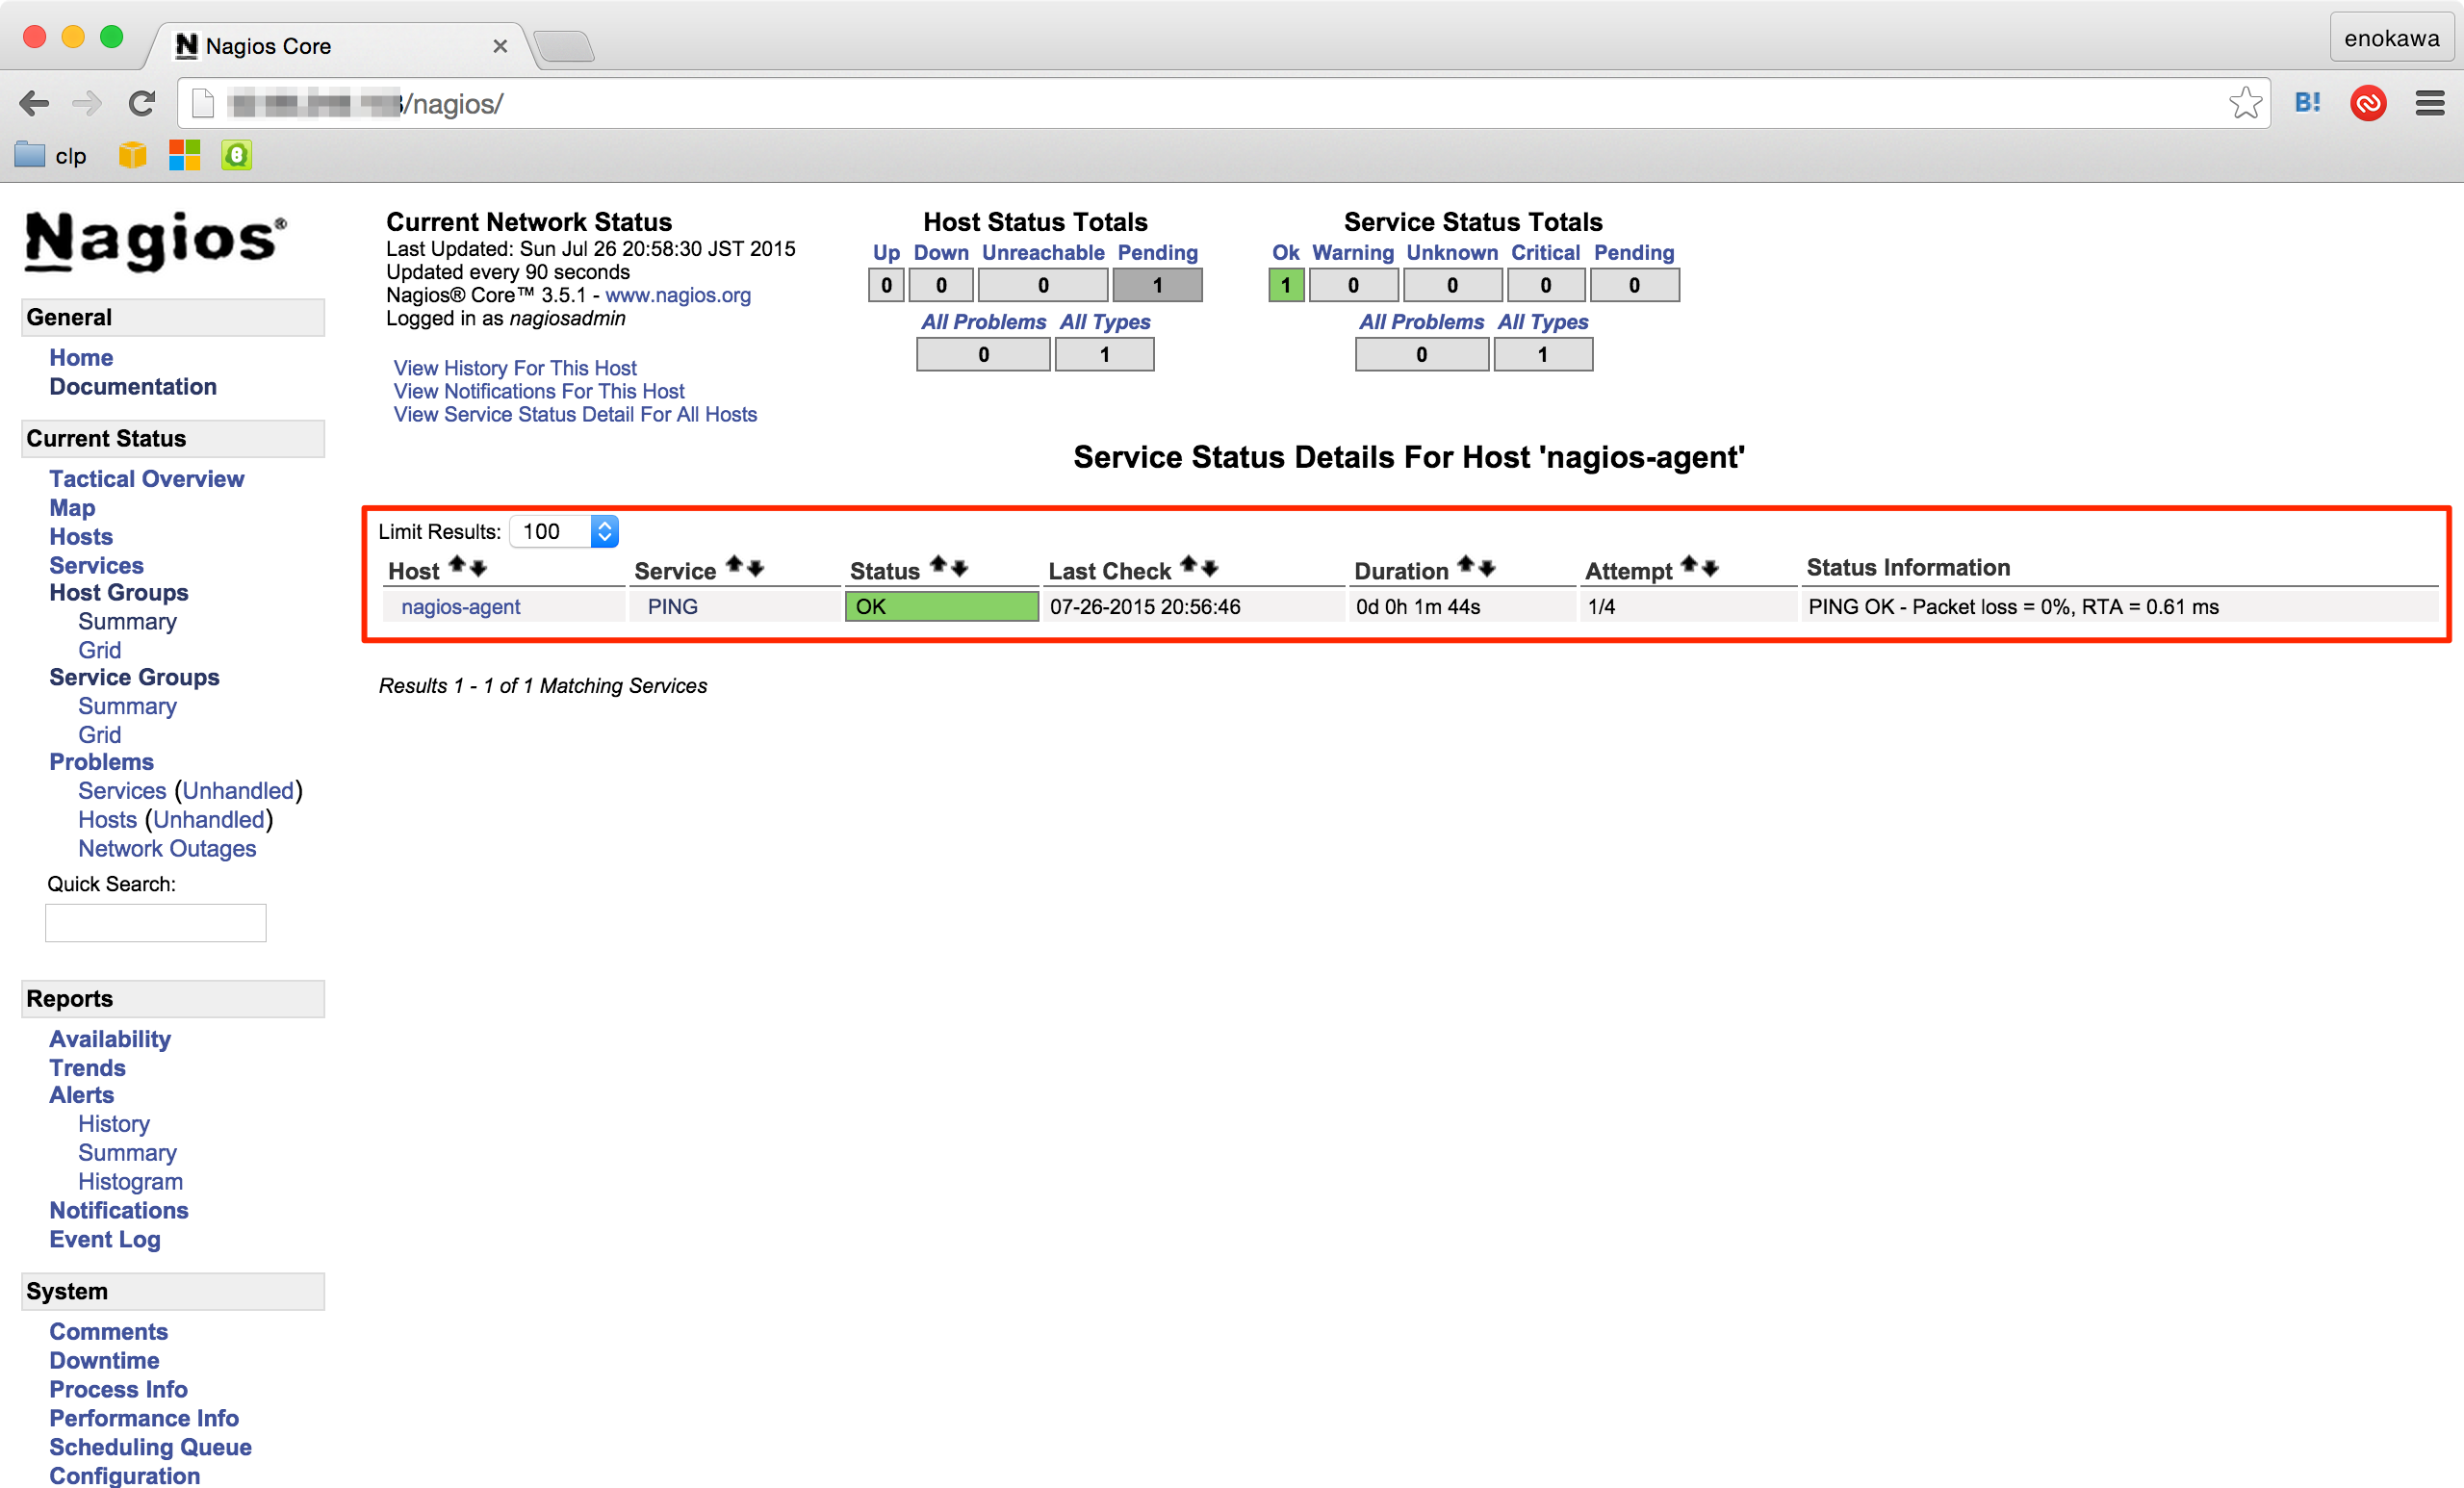 Nagios Core
enokawa
/nagios/
B!
clp
Nagios®
General
Home
Documentation
Current Status
Tactical Overview
Map
Hosts
Services
Host Groups
Summary
Grid
Service Groups
Summary
Grid
Problems
Services (Unhandled)
Hosts (Unhandled)
Network Outages
Quick Search:
Reports
Availability
Trends
Alerts
History
Summary
Histogram
Notifications
Event Log
System
Comments
Downtime
Process Info
Performance Info
Scheduling Queue
Configuration
Current Network Status
Last Updated: Sun Jul 26 20:58:30 JST 2015
Updated every 90 seconds
Nagios® Core™ 3.5.1 - www.nagios.org
Logged in as nagiosadmin
View History For This Host
View Notifications For This Host
View Service Status Detail For All Hosts
Host Status Totals
Up Down Unreachable Pending
0 0 0 1
All Problems All Types
0 1
Service Status Totals
Ok Warning Unknown Critical Pending
1 0 0 0 0
All Problems All Types
0 1
Service Status Details For Host 'nagios-agent'
Limit Results: 100
Host Service Status Last Check Duration Attempt Status Information
nagios-agent PING OK 07-26-2015 20:56:46 0d 0h 1m 44s 1/4 PING OK - Packet loss = 0%, RTA = 0.61 ms
Results 1 - 1 of 1 Matching Services